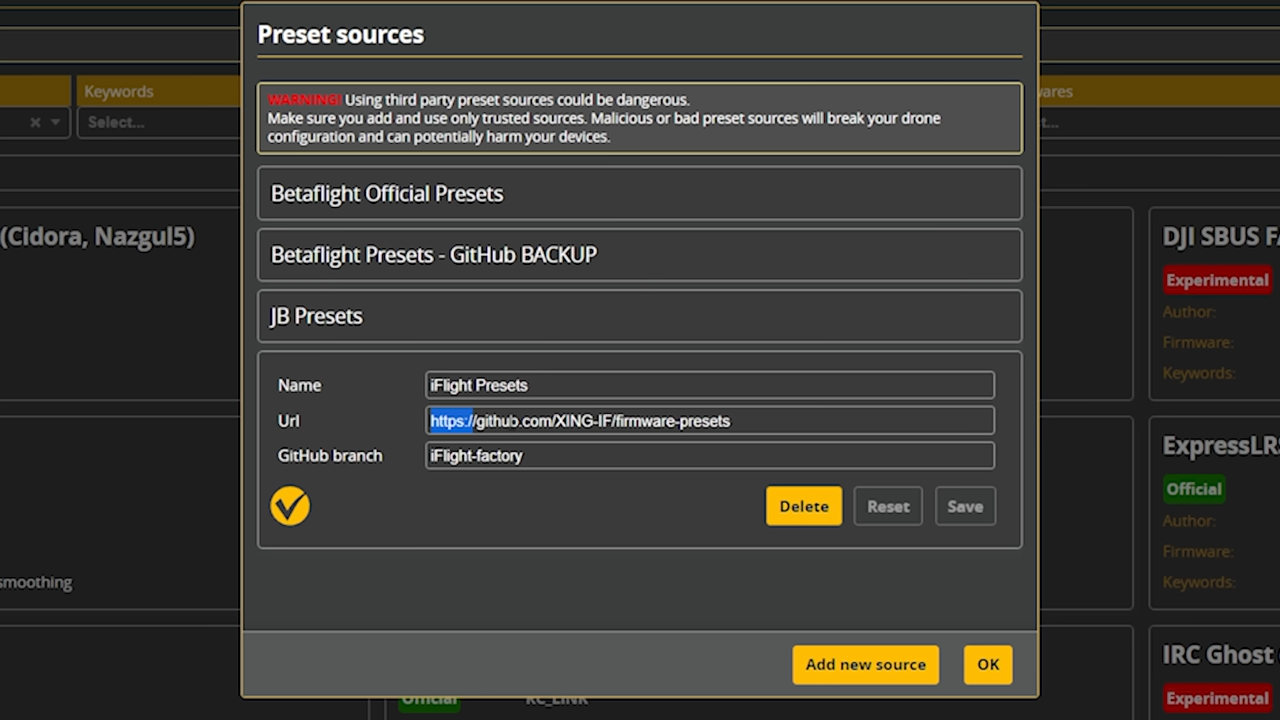 Preset sources
WARNING! Using third party preset sources could be dangerous.
Make sure you add and use only trusted sources. Malicious or bad preset sources will break your drone
configuration and can potentially harm your devices.
Keywords
Select...
(Cidora, Nazgul5)
smoothing
Betaflight Official Presets
Betaflight Presets - GitHub BACKUP
JB Presets
Name iFlight Presets
Url https://github.com/XING-IF/firmware-presets
GitHub branch iFlight-factory
Delete Reset Save
Add new source OK
Official RC_LINK
DJI SBUS
Experimental
Author:
Firmware:
Keywords:
Official
Author:
Firmware:
Keywords:
IRC Ghost
Experimental